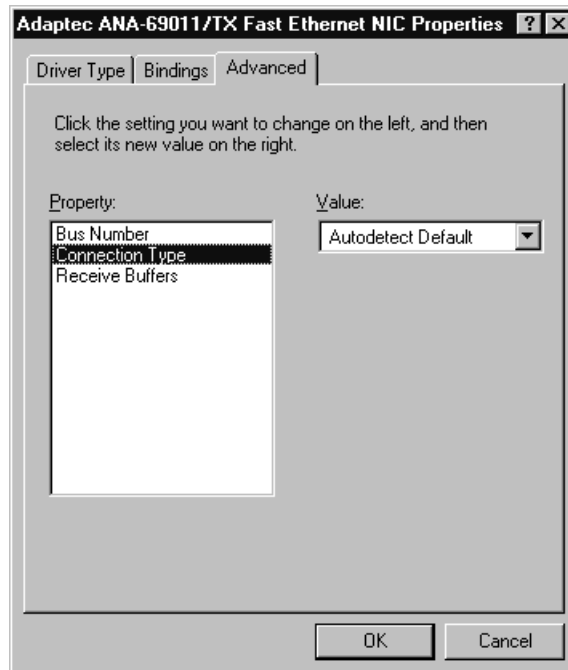 Adaptec ANA-69011/TX Fast Ethernet NIC Properties ? X
Driver Type Bindings Advanced
Click the setting you want to change on the left, and then
select its new value on the right.
Property:
Bus Number
Connection Type
Receive Buffers
Value:
Autodetect Default
OK Cancel